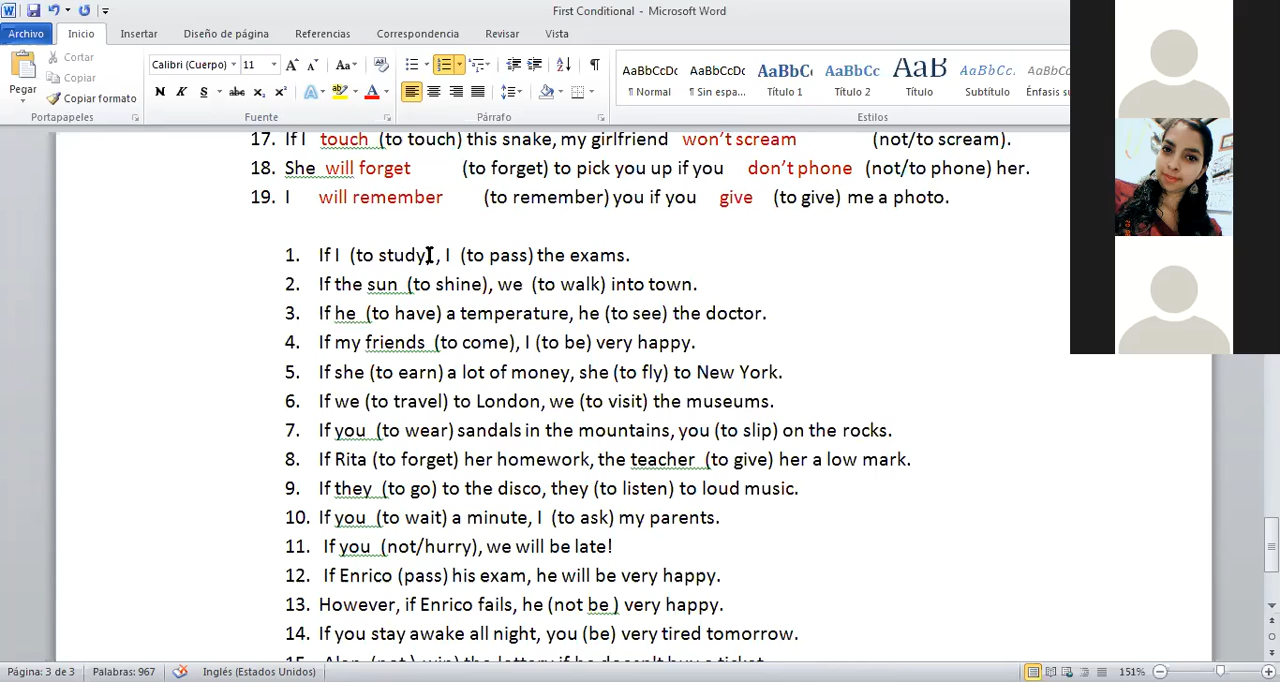 First Conditional - Microsoft Word
Archivo Inicio Insertar Diseño de página Referencias Correspondencia Revisar Vista
Pegar
Cortar
Copiar
Copiar formato
Portapapeles
Calibri (Cuerpo) 11
Fuente
Párrafo
AaBbCcDc AaBbCcDc AaBbC AaBbCc AaB AaBbCc. AaBbCcDc
¶ Normal ¶ Sin espa... Título 1 Título 2 Título Subtítulo Énfasis su
Estilos
17. If I touch (to touch) this snake, my girlfriend won't scream (not/to scream).
18. She will forget (to forget) to pick you up if you don't phone (not/to phone) her.
19. I will remember (to remember) you if you give (to give) me a photo.
1. If I (to study), I (to pass) the exams.
2. If the sun (to shine), we (to walk) into town.
3. If he (to have) a temperature, he (to see) the doctor.
4. If my friends (to come), I (to be) very happy.
5. If she (to earn) a lot of money, she (to fly) to New York.
6. If we (to travel) to London, we (to visit) the museums.
7. If you (to wear) sandals in the mountains, you (to slip) on the rocks.
8. If Rita (to forget) her homework, the teacher (to give) her a low mark.
9. If they (to go) to the disco, they (to listen) to loud music.
10. If you (to wait) a minute, I (to ask) my parents.
11. If you (not/hurry), we will be late!
12. If Enrico (pass) his exam, he will be very happy.
13. However, if Enrico fails, he (not be ) very happy.
14. If you stay awake all night, you (be) very tired tomorrow.
15. Alan (not ) win) the lottery if he doesn't buy a ticket
Página: 3 de 3 Palabras: 967 Inglés (Estados Unidos) 151%